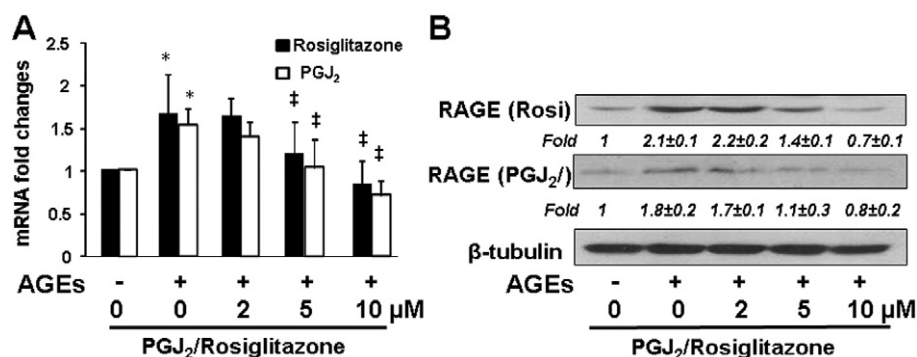 A
mRNA fold changes
2.5
2
1.5
1
0.5
0
Rosiglitazone
PGJ₂
* * ‡ ‡ ‡ ‡
AGEs - + + + +
0 0 2 5 10 μM
PGJ₂/Rosiglitazone
B
RAGE (Rosi)
Fold 1 2.1±0.1 2.2±0.2 1.4±0.1 0.7±0.1
RAGE (PGJ₂/)
Fold 1 1.8±0.2 1.7±0.1 1.1±0.3 0.8±0.2
β-tubulin
AGEs - + + + +
0 0 2 5 10 μM
PGJ₂/Rosiglitazone